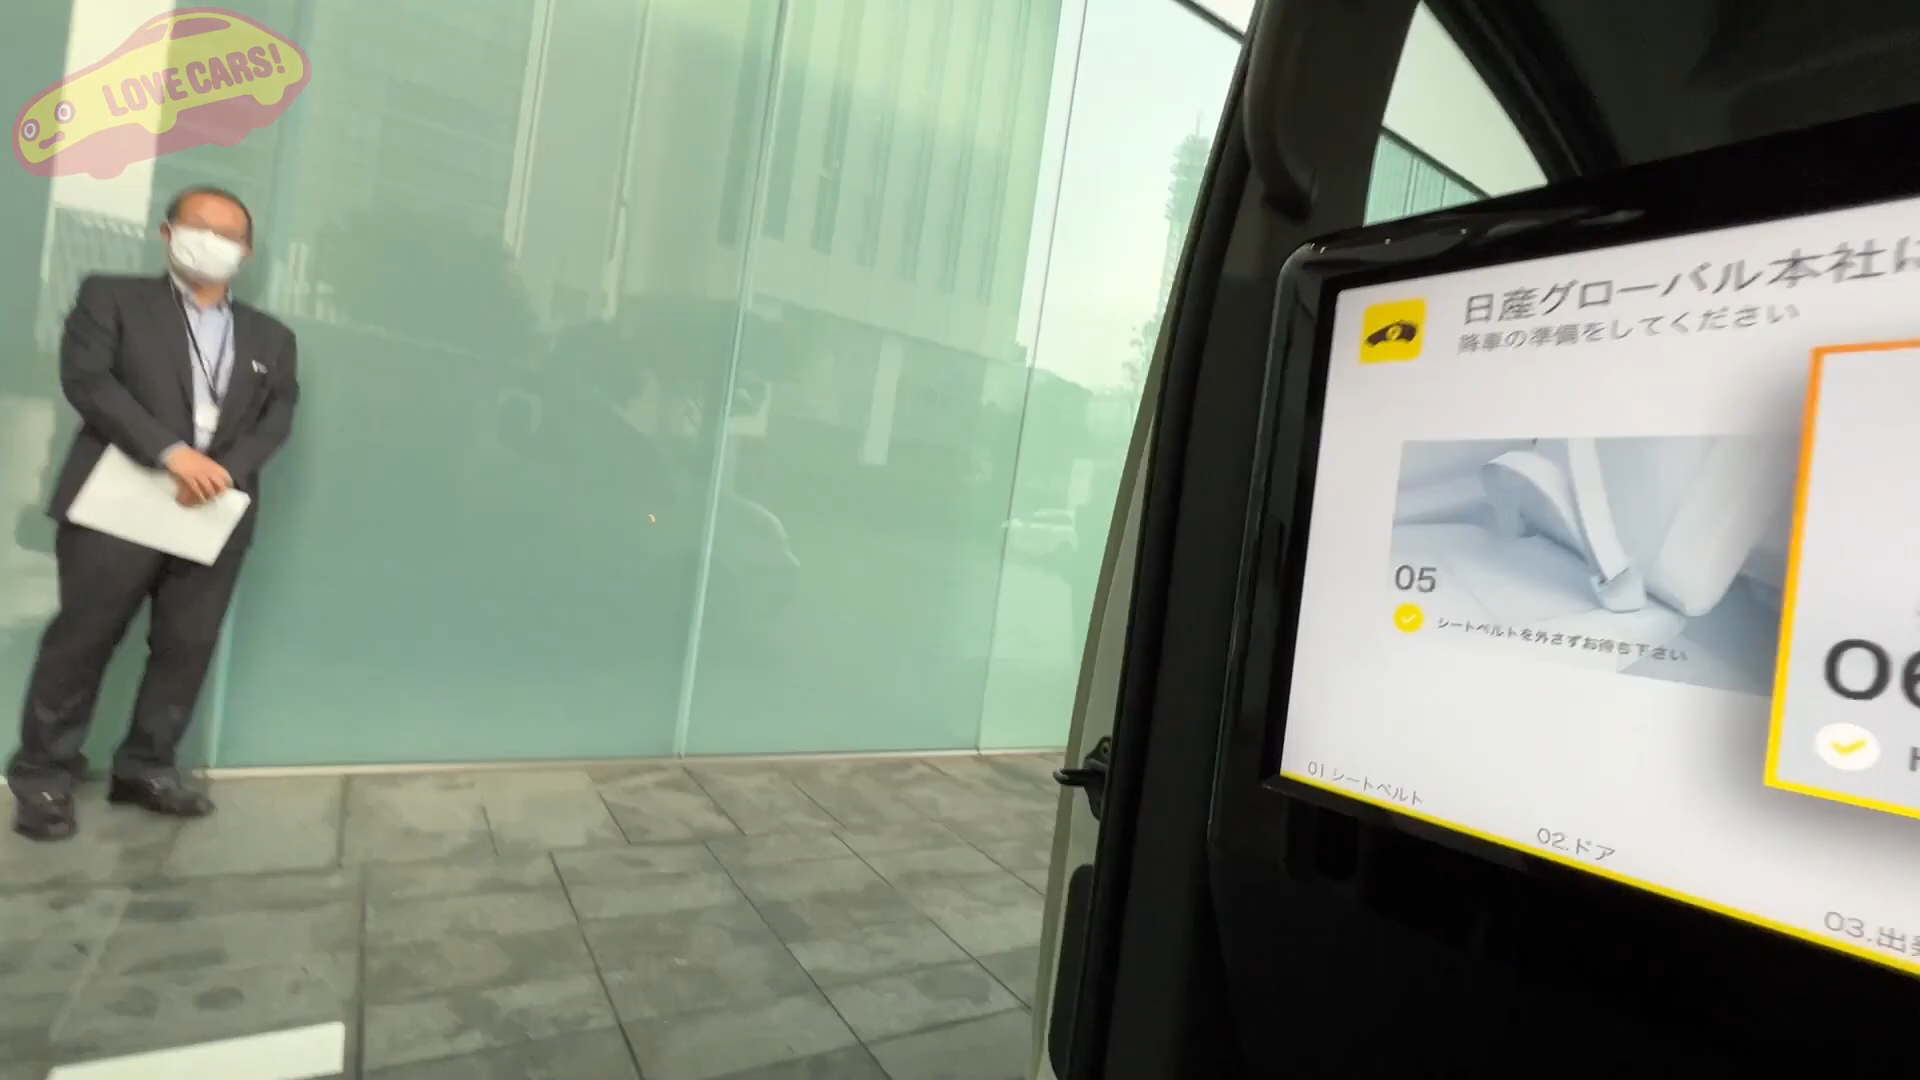 LOVE CARS!
日産グローバル本社に
降車の準備をしてください
05
シートベルトを外さずお待ち下さい
06
01.シートベルト
02.ドア
03.出発